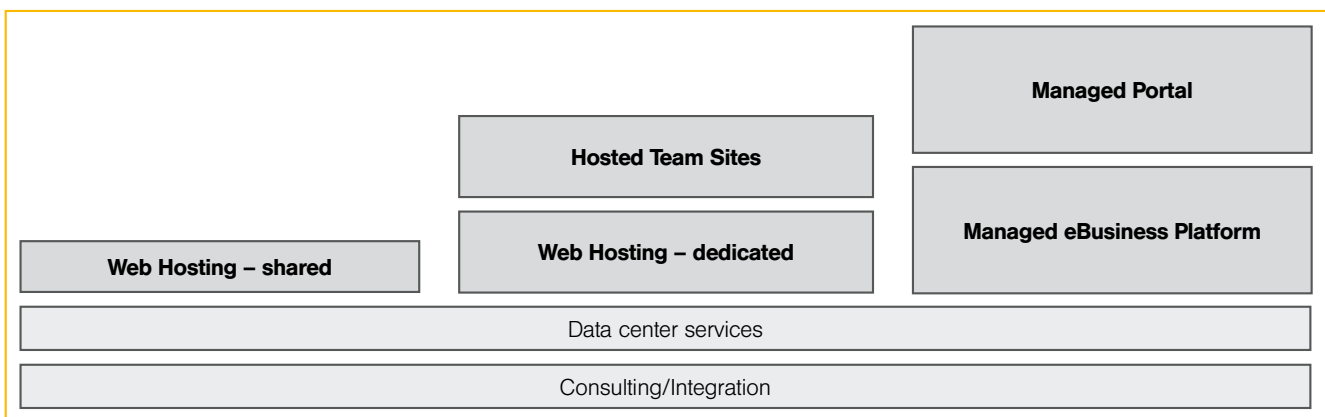 Managed Portal
Hosted Team Sites
Managed eBusiness Platform
Web Hosting – dedicated
Web Hosting – shared
Data center services
Consulting/Integration